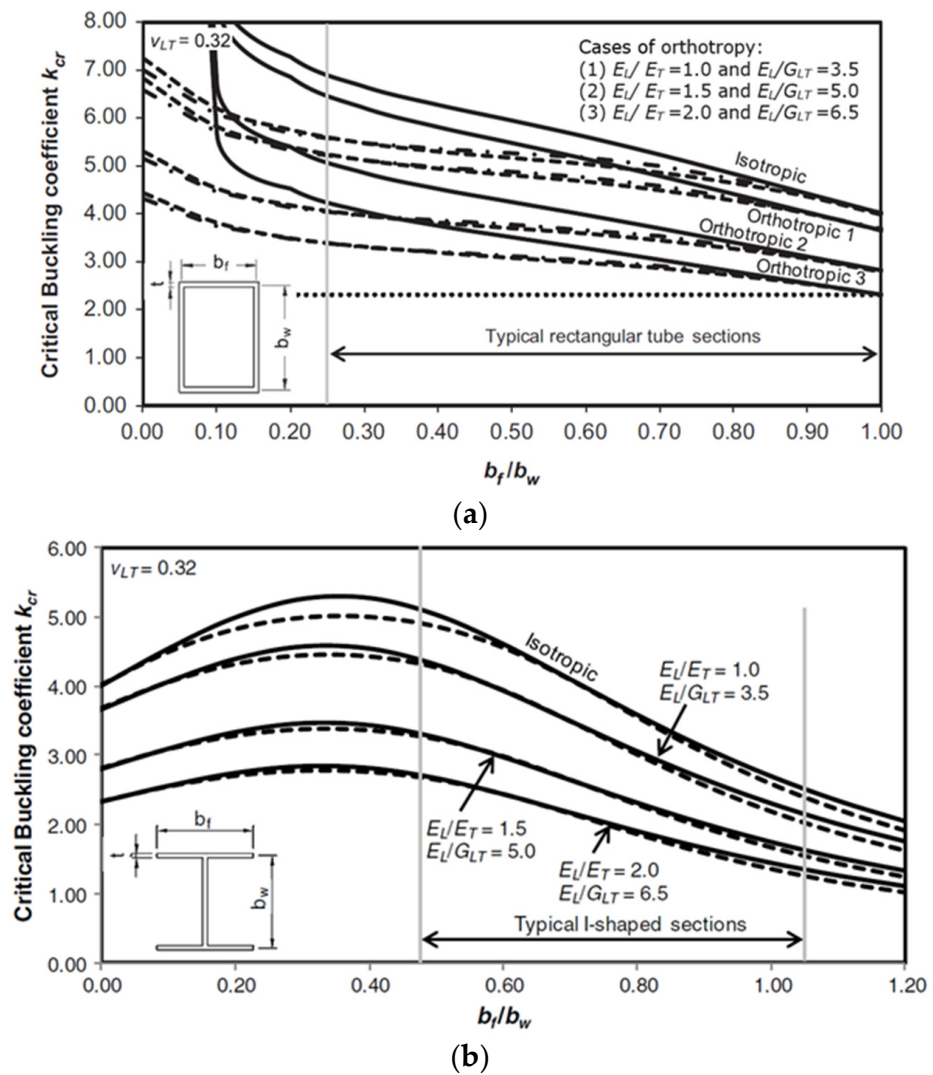 8.00
7.00
6.00
5.00
4.00
3.00
2.00
1.00
0.00
Critical Buckling coefficient k_cr
v_LT = 0.32
Cases of orthotropy:
(1) E_L/ E_T =1.0 and E_L/G_LT =3.5
(2) E_L/ E_T =1.5 and E_L/G_LT =5.0
(3) E_L/ E_T =2.0 and E_L/G_LT =6.5
Isotropic
Orthotropic 1
Orthotropic 2
Orthotropic 3
b_f
t
b_w
Typical rectangular tube sections
0.00 0.10 0.20 0.30 0.40 0.50 0.60 0.70 0.80 0.90 1.00
b_f/b_w
(a)
6.00
5.00
4.00
3.00
2.00
1.00
0.00
Critical Buckling coefficient k_cr
v_LT = 0.32
Isotropic
E_L/E_T = 1.0
E_L/G_LT = 3.5
E_L/E_T = 1.5
E_L/G_LT = 5.0
E_L/E_T = 2.0
E_L/G_LT = 6.5
b_f
t
b_w
Typical I-shaped sections
0.00 0.20 0.40 0.60 0.80 1.00 1.20
b_f/b_w
(b)